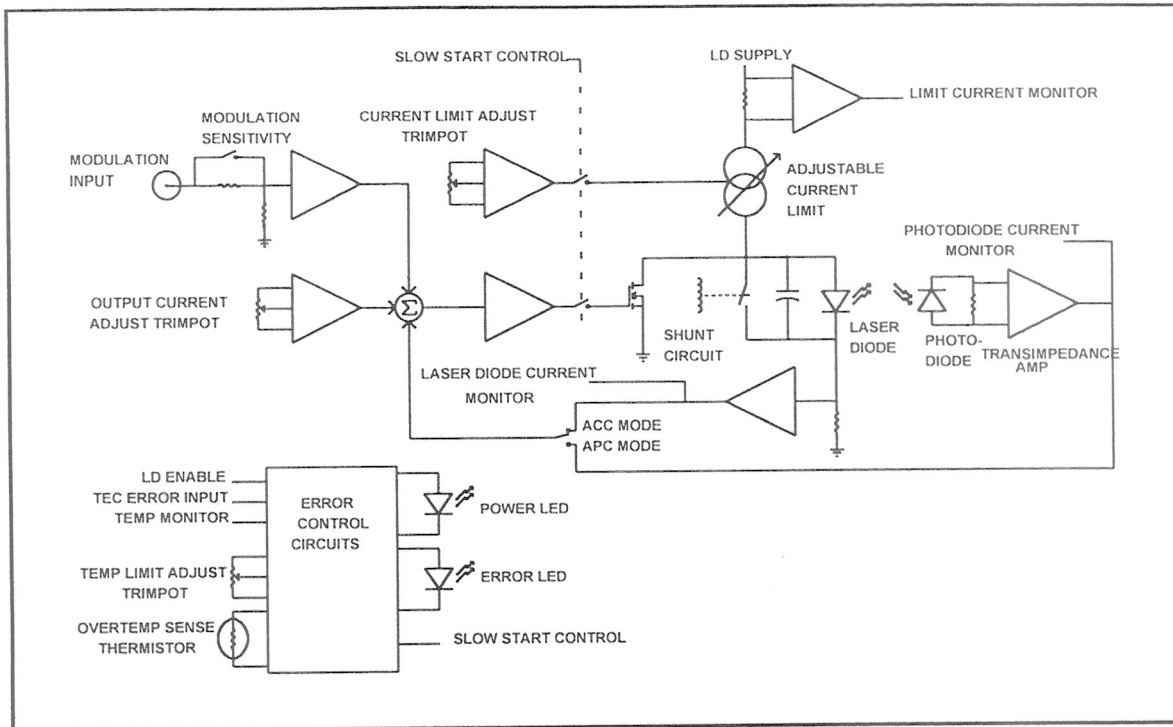 SLOW START CONTROL
LD SUPPLY
LIMIT CURRENT MONITOR
CURRENT LIMIT ADJUST
TRIMPOT
MODULATION
SENSITIVITY
MODULATION
INPUT
ADJUSTABLE
CURRENT
LIMIT
PHOTODIODE CURRENT
MONITOR
OUTPUT CURRENT
ADJUST TRIMPOT
Σ
SHUNT
CIRCUIT
LASER
DIODE
PHOTO-
DIODE
TRANSIMPEDANCE
AMP
LASER DIODE CURRENT
MONITOR
ACC MODE
APC MODE
LD ENABLE
TEC ERROR INPUT
TEMP MONITOR
TEMP LIMIT ADJUST
TRIMPOT
OVERTEMP SENSE
THERMISTOR
ERROR
CONTROL
CIRCUITS
POWER LED
ERROR LED
SLOW START CONTROL